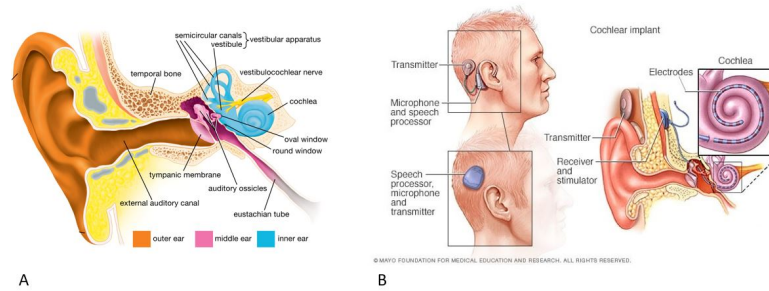 semicircular canals
vestibule
vestibular apparatus
vestibulocochlear nerve
temporal bone
cochlea
oval window
round window
tympanic membrane
auditory ossicles
external auditory canal
eustachian tube
outer ear
middle ear
inner ear
A
Cochlear implant
Transmitter
Microphone
and speech
processor
Speech
processor,
microphone
and
transmitter
Cochlea
Electrodes
Transmitter
Receiver
and
stimulator
© MAYO FOUNDATION FOR MEDICAL EDUCATION AND RESEARCH. ALL RIGHTS RESERVED.
B